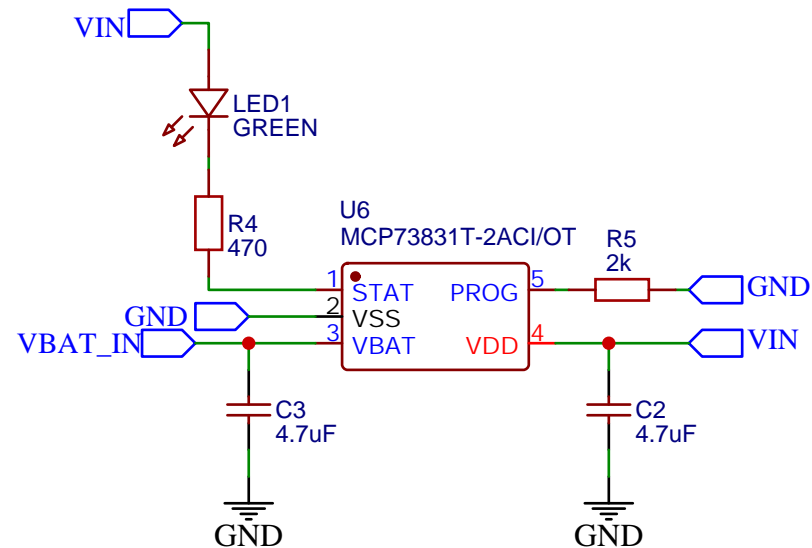 VIN
LED1
GREEN
R4
470
U6
MCP73831T-2ACI/OT
R5
2k
1
STAT
PROG
5
GND
GND
2
VSS
VBAT_IN
3
VBAT
VDD
4
VIN
C3
4.7uF
C2
4.7uF
GND
GND